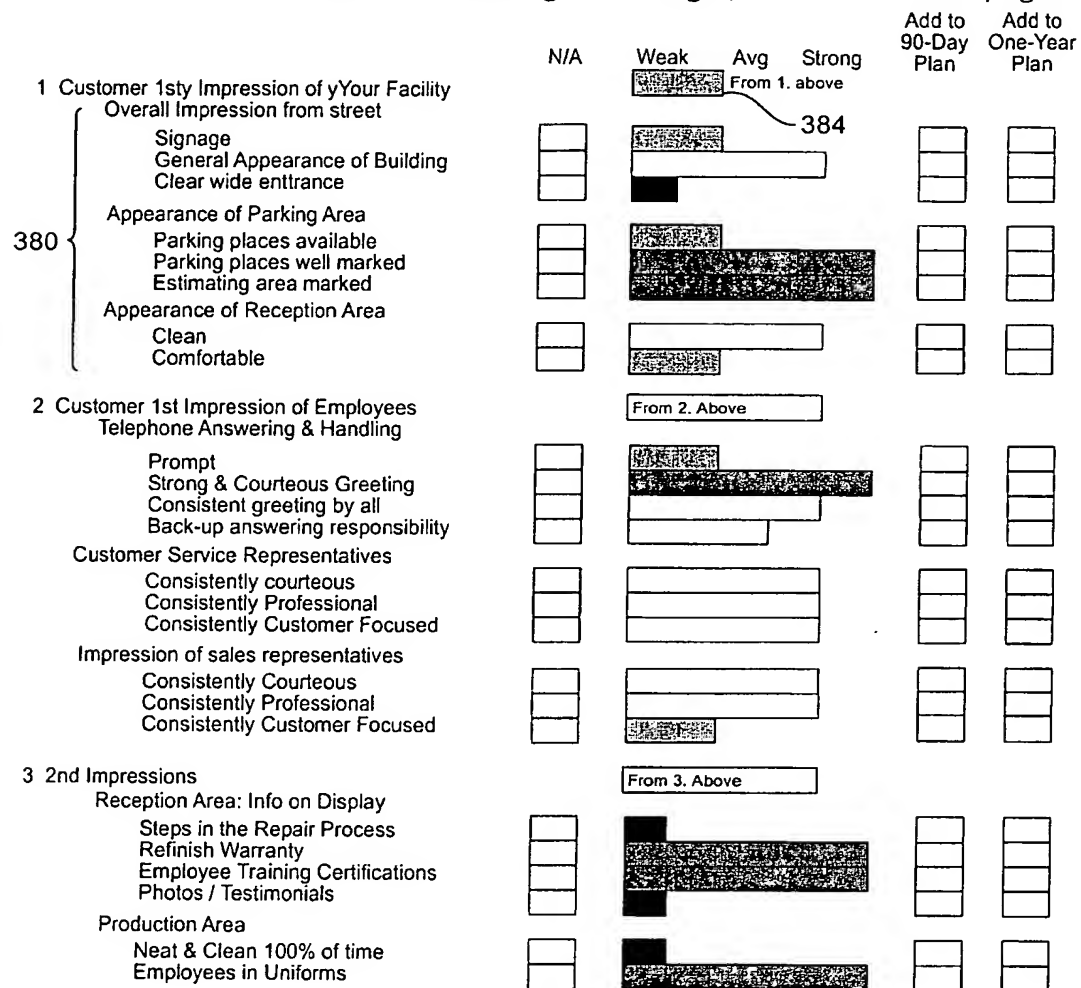 Add to Add to
90-Day One-Year
N/A Weak Avg Strong Plan Plan
1 Customer 1sty Impression of yYour Facility From 1. above
Overall Impression from street
384
Signage
General Appearance of Building
Clear wide enttrance
Appearance of Parking Area
380
Parking places available
Parking places well marked
Estimating area marked
Appearance of Reception Area
Clean
Comfortable
2 Customer 1st Impression of Employees From 2. Above
Telephone Answering & Handling
Prompt
Strong & Courteous Greeting
Consistent greeting by all
Back-up answering responsibility
Customer Service Representatives
Consistently courteous
Consistently Professional
Consistently Customer Focused
Impression of sales representatives
Consistently Courteous
Consistently Professional
Consistently Customer Focused
3 2nd Impressions From 3. Above
Reception Area: Info on Display
Steps in the Repair Process
Refinish Warranty
Employee Training Certifications
Photos / Testimonials
Production Area
Neat & Clean 100% of time
Employees in Uniforms